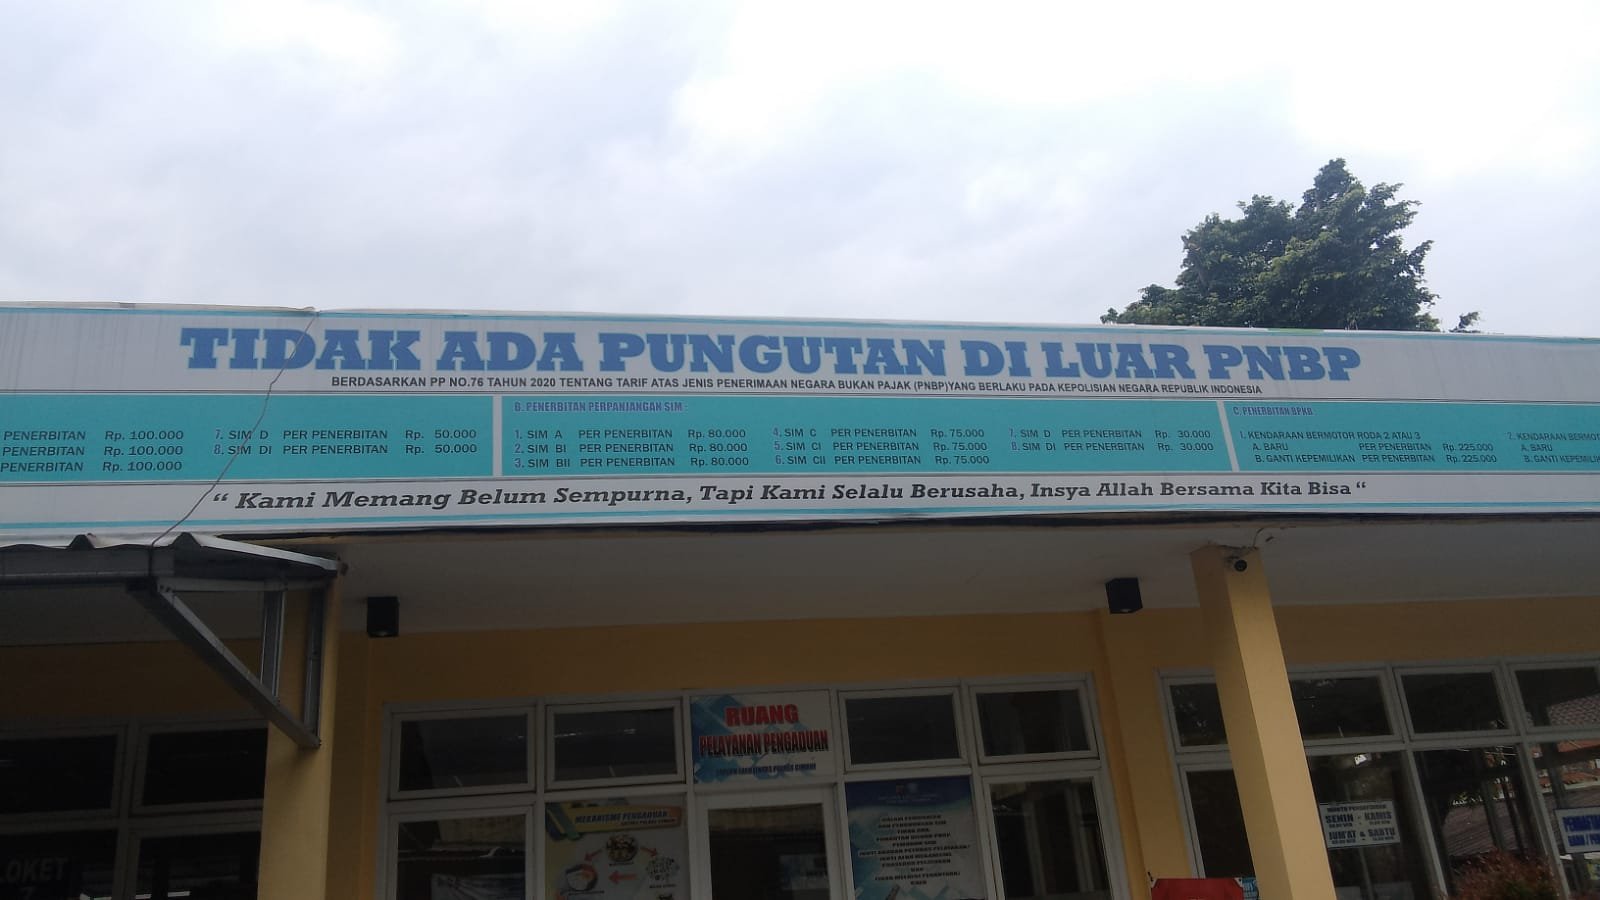 TIDAK ADA PUNGUTAN DI LUAR PNBP
BERDASARKAN PP NO.76 TAHUN 2020 TENTANG TARIF ATAS JENIS PENERIMAAN NEGARA BUKAN PAJAK (PNBP)YANG BERLAKU PADA KEPOLISIAN NEGARA REPUBLIK INDONESIA
PENERBITAN Rp. 100.000
PENERBITAN Rp. 100.000
PENERBITAN Rp. 100.000
7. SIM D PER PENERBITAN Rp. 50.000
8. SIM DI PER PENERBITAN Rp. 50.000
B. PENERBITAN PERPANJANGAN SIM :
1. SIM A PER PENERBITAN Rp. 80.000
2. SIM BI PER PENERBITAN Rp. 80.000
3. SIM BII PER PENERBITAN Rp. 80.000
4. SIM C PER PENERBITAN Rp. 75.000
5. SIM CI PER PENERBITAN Rp. 75.000
6. SIM CII PER PENERBITAN Rp. 75.000
7. SIM D PER PENERBITAN Rp. 30.000
8. SIM DI PER PENERBITAN Rp. 30.000
C. PENERBITAN BPKB
1. KENDARAAN BERMOTOR RODA 2 ATAU 3
A. BARU PER PENERBITAN Rp. 225.000
B. GANTI KEPEMILIKAN PER PENERBITAN Rp. 225.000
2. KENDARAAN BERMOT
A. BARU
B. GANTI KEPEMILIK
“ Kami Memang Belum Sempurna, Tapi Kami Selalu Berusaha, Insya Allah Bersama Kita Bisa “
RUANG
PELAYANAN PENGADUAN
MEKANISME PENGADUAN
LOKET
7
WAKTU PENDAFTARAN
SENIN - KAMIS
JUM'AT & SABTU